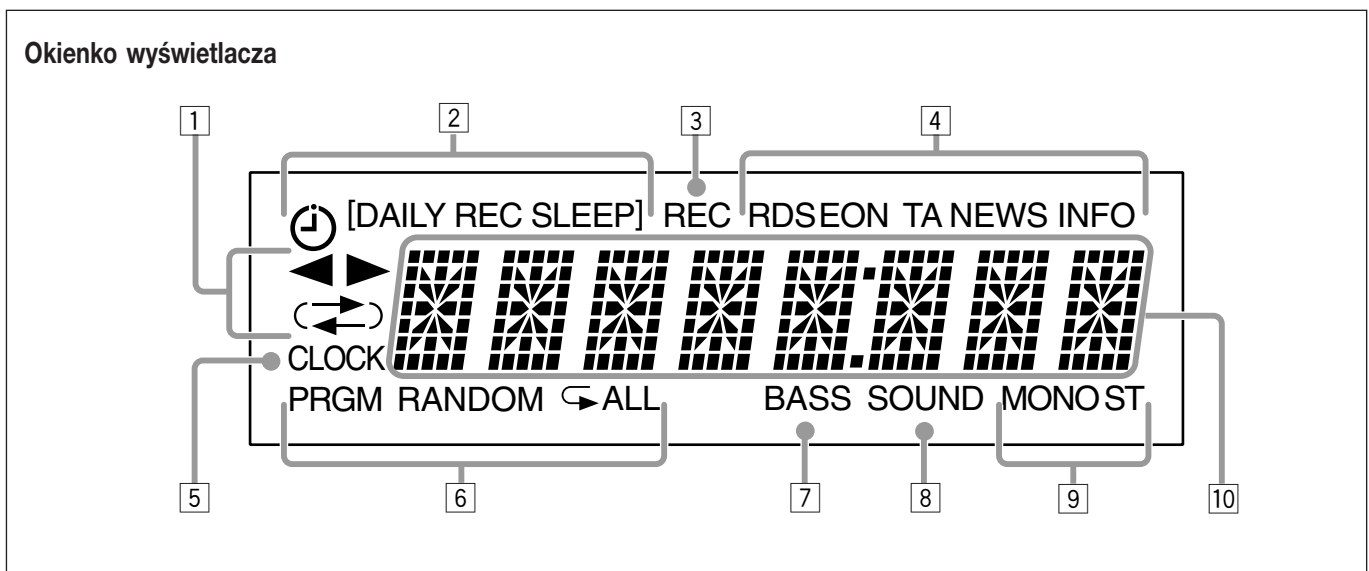 Okienko wyświetlacza
1 2 3 4
[DAILY REC SLEEP] REC RDS EON TA NEWS INFO
CLOCK
PRGM RANDOM ALL BASS SOUND MONO ST
5 6 7 8 9 10